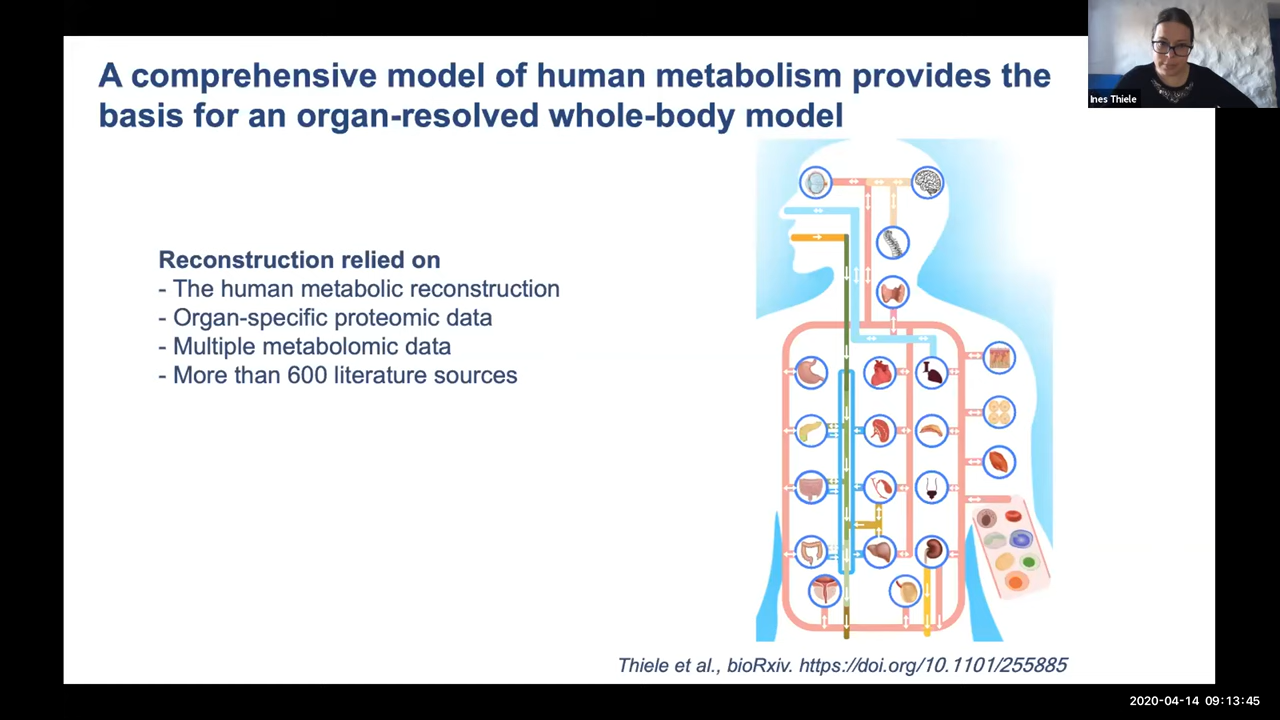 A comprehensive model of human metabolism provides the
basis for an organ-resolved whole-body model
Ines Thiele
Reconstruction relied on
- The human metabolic reconstruction
- Organ-specific proteomic data
- Multiple metabolomic data
- More than 600 literature sources
Thiele et al., bioRxiv. https://doi.org/10.1101/255885
2020-04-14 09:13:45